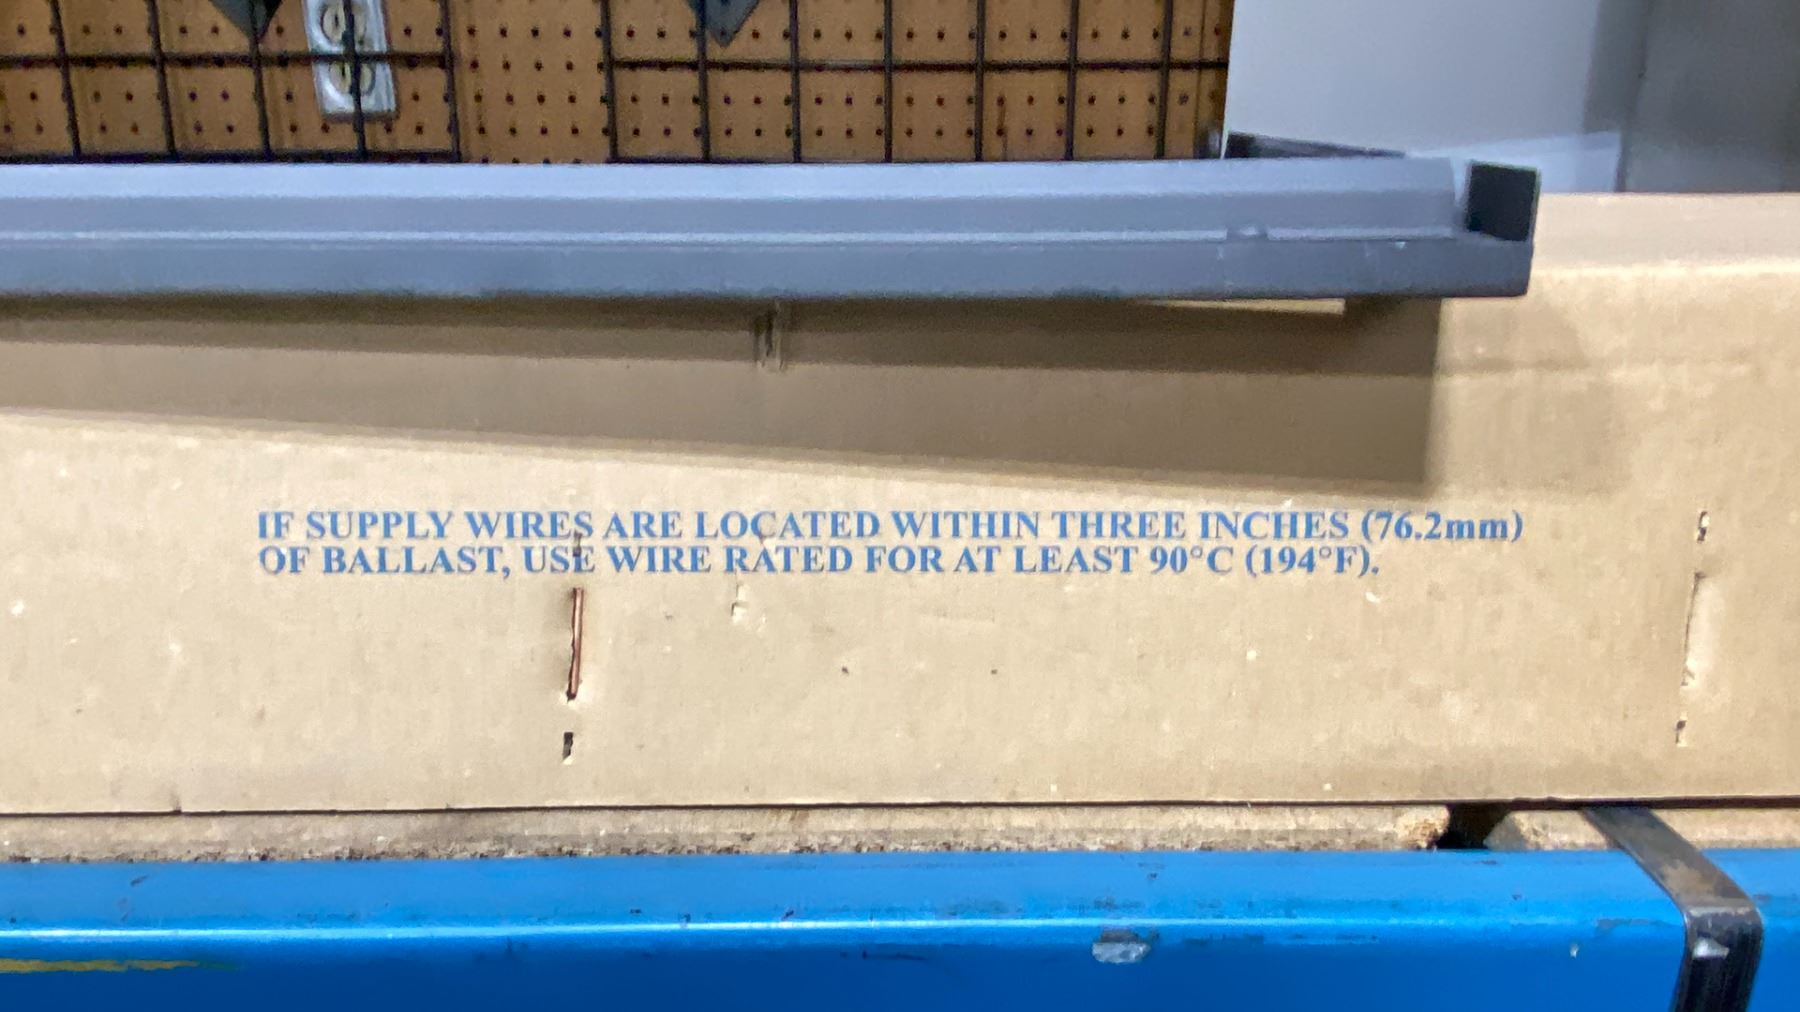 IF SUPPLY WIRES ARE LOCATED WITHIN THREE INCHES (76.2mm)
OF BALLAST, USE WIRE RATED FOR AT LEAST 90°C (194°F).